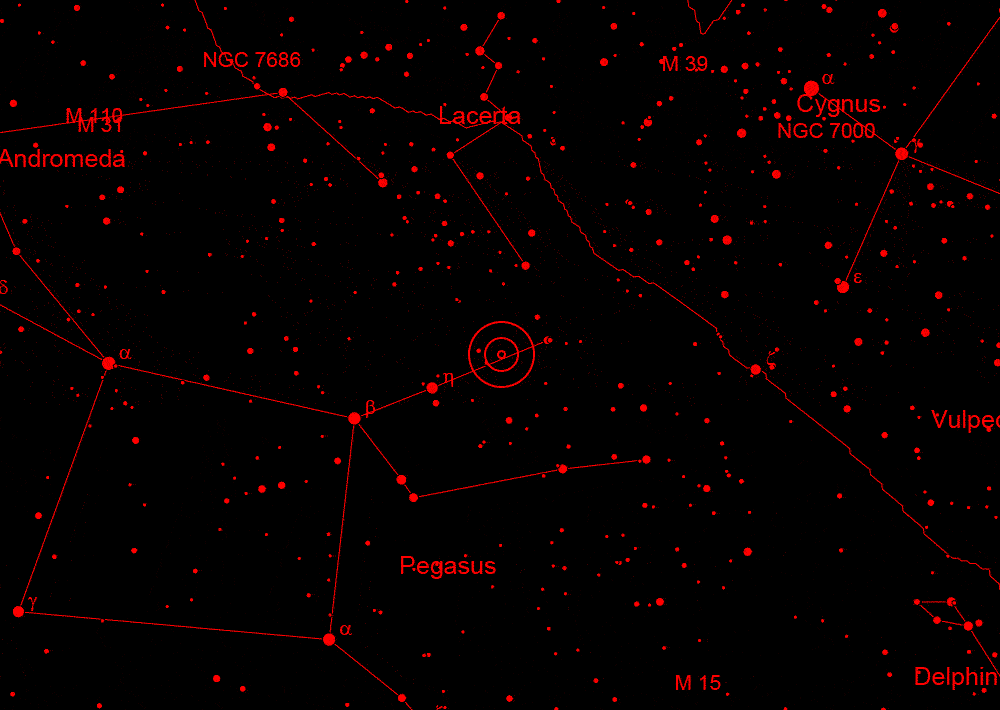 NGC 7686
M 39
α
Cygnus
M 110
M 31
Lacerta
NGC 7000
γ
Andromeda
δ
ε
α
η
β
Vulpec
Pegasus
γ
α
M 15
Delphin